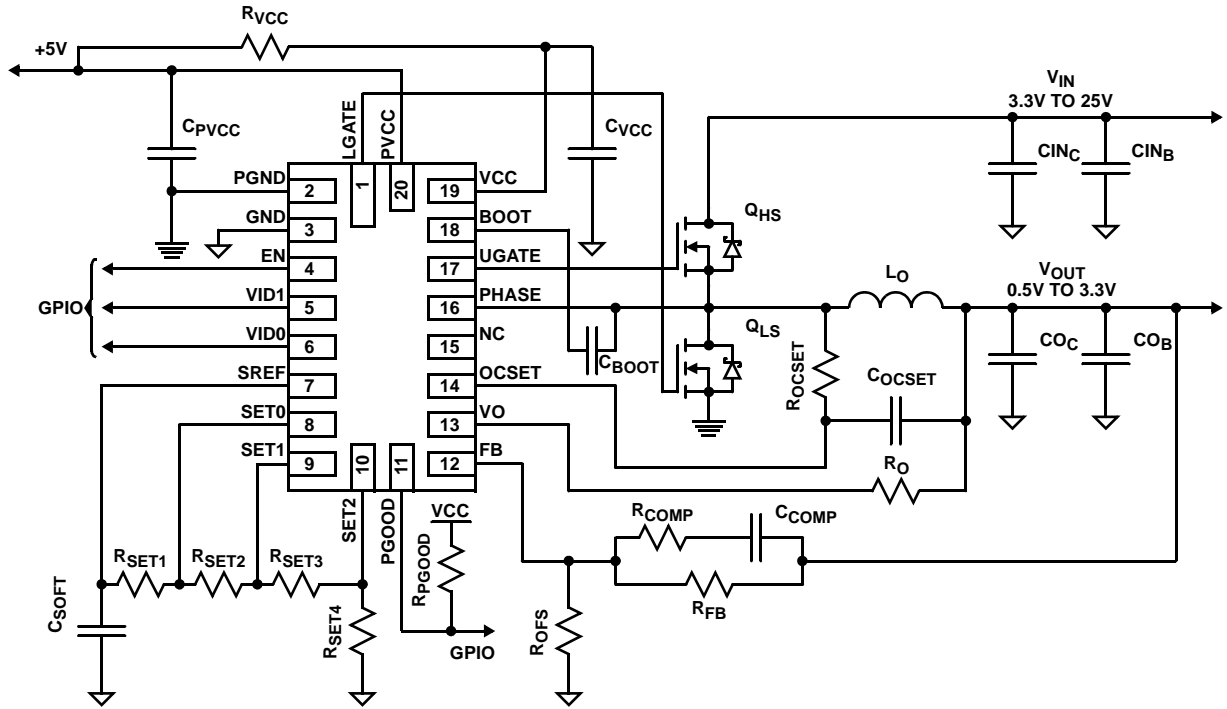 RVCC
+5V
VIN
3.3V TO 25V
CPVCC
LGATE
PVCC
CVCC
CINC
CINB
PGND
2
1
20
19
VCC
GND
3
18
BOOT
QHS
EN
4
17
UGATE
LO
VOUT
0.5V TO 3.3V
GPIO
VID1
5
16
PHASE
VID0
6
15
NC
QLS
CBOOT
ROCSET
COC
COB
SREF
7
14
OCSET
COCSET
SET0
8
13
VO
SET1
9
10
11
12
FB
RO
SET2
PGOOD
VCC
RCOMP
CCOMP
RSET1
RSET2
RSET3
RPGOOD
RFB
CSOFT
RSET4
GPIO
ROFS